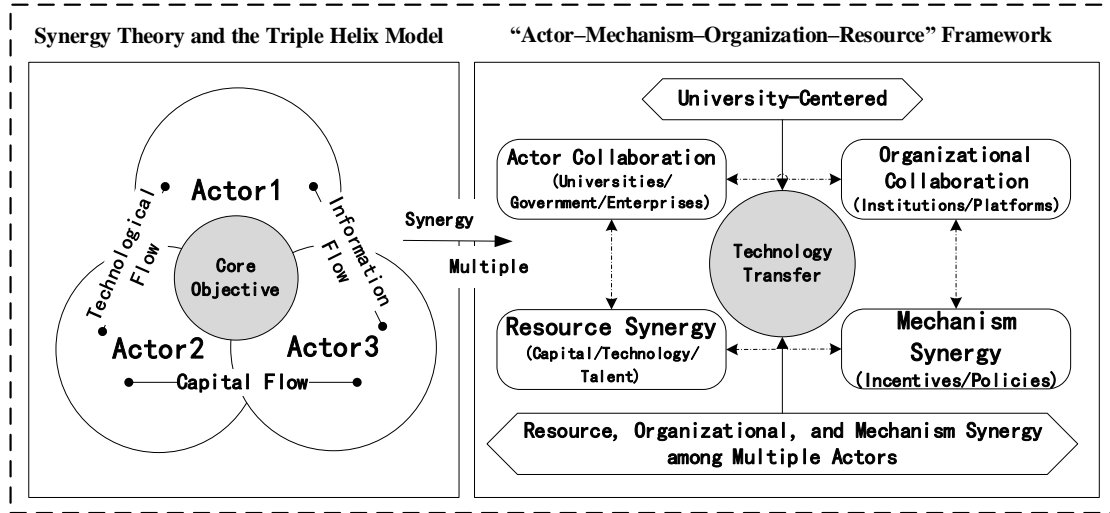 Synergy Theory and the Triple Helix Model
Actor1
Technological
Flow
Information
Flow
Core
Objective
Actor2
Actor3
Capital Flow
Synergy
Multiple
“Actor–Mechanism–Organization–Resource” Framework
University-Centered
Actor Collaboration
(Universities/
Government/Enterprises)
Organizational
Collaboration
(Institutions/Platforms)
Technology
Transfer
Resource Synergy
(Capital/Technology/
Talent)
Mechanism
Synergy
(Incentives/Policies)
Resource, Organizational, and Mechanism Synergy
among Multiple Actors